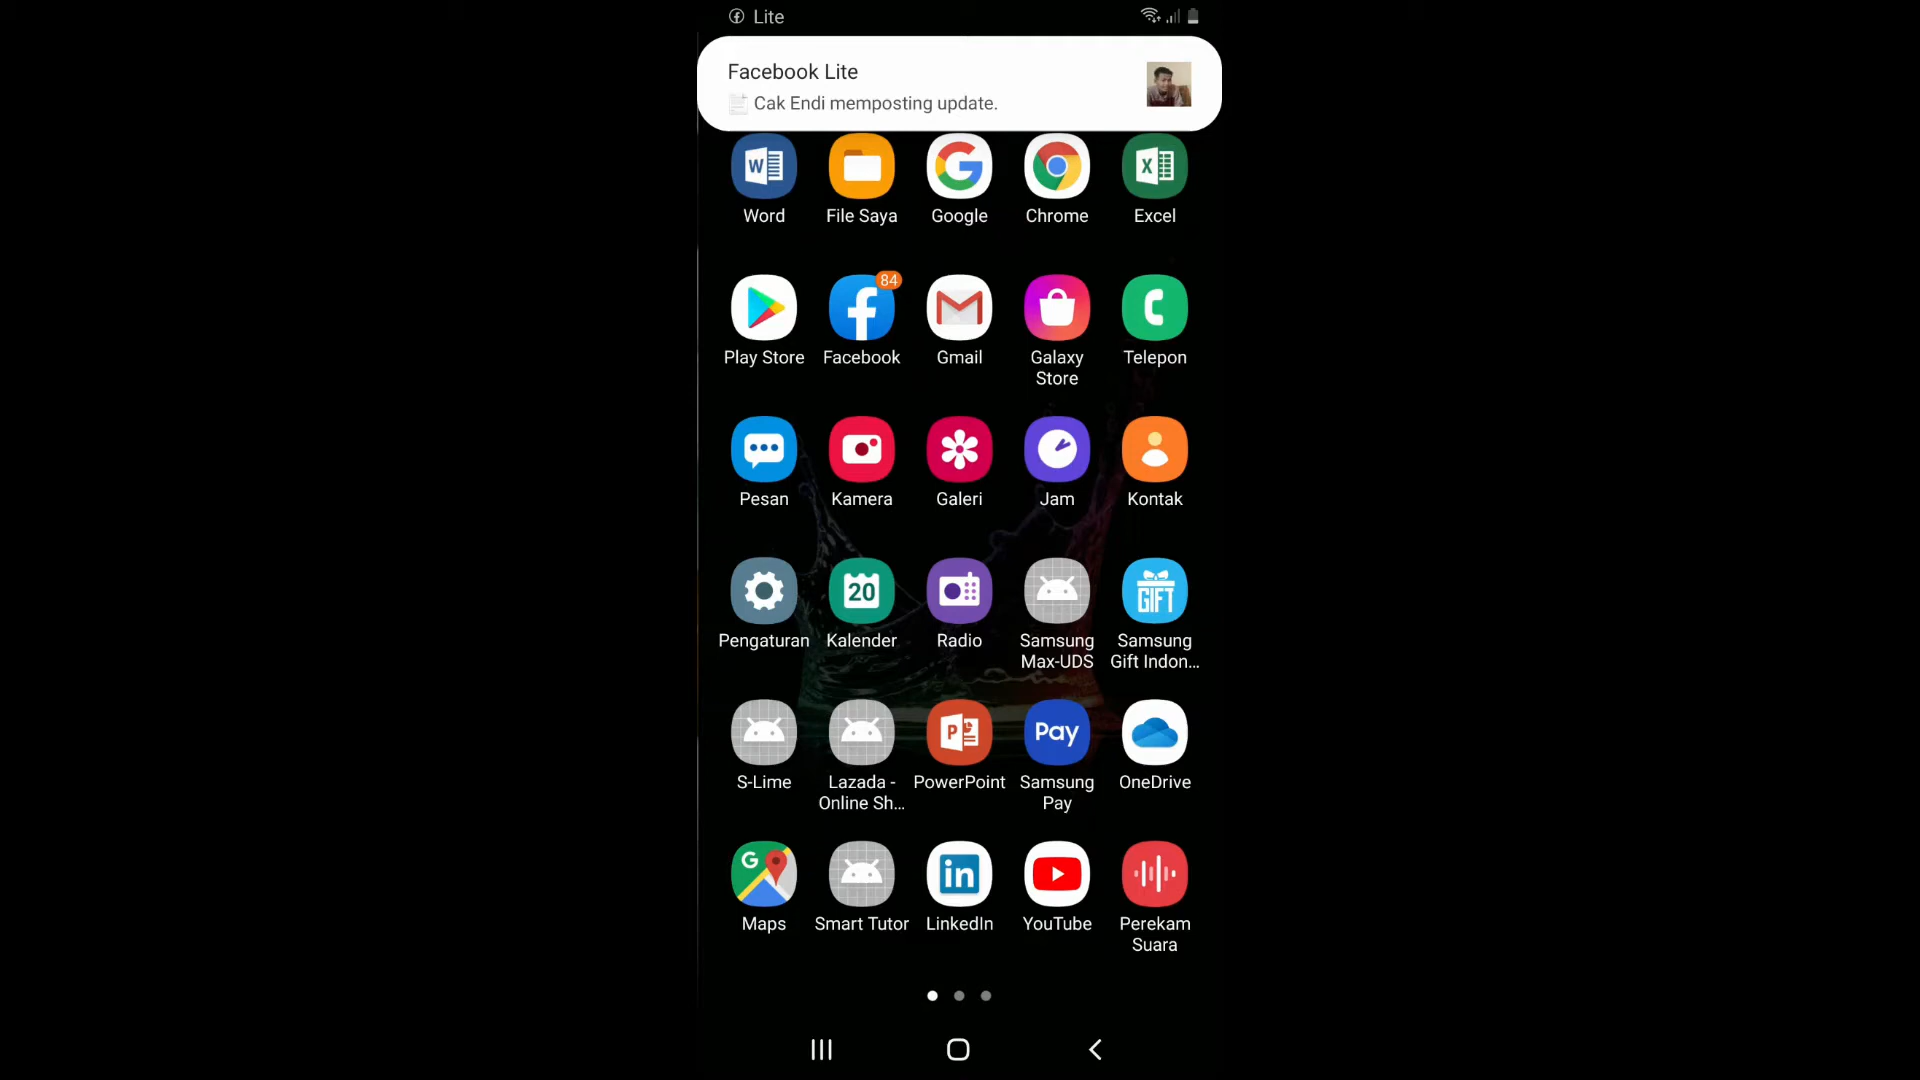 Lite
Facebook Lite
Cak Endi memposting update.
W
X
Word
File Saya
Google
Chrome
Excel
84
Play Store
Facebook
Gmail
Galaxy
Store
Telepon
Pesan
Kamera
Galeri
Jam
Kontak
20
GIFT
Pengaturan
Kalender
Radio
Samsung
Max-UDS
Samsung
Gift Indon...
P
Pay
S-Lime
Lazada -
Online Sh...
PowerPoint
Samsung
Pay
OneDrive
G
in
Maps
Smart Tutor
LinkedIn
YouTube
Perekam
Suara